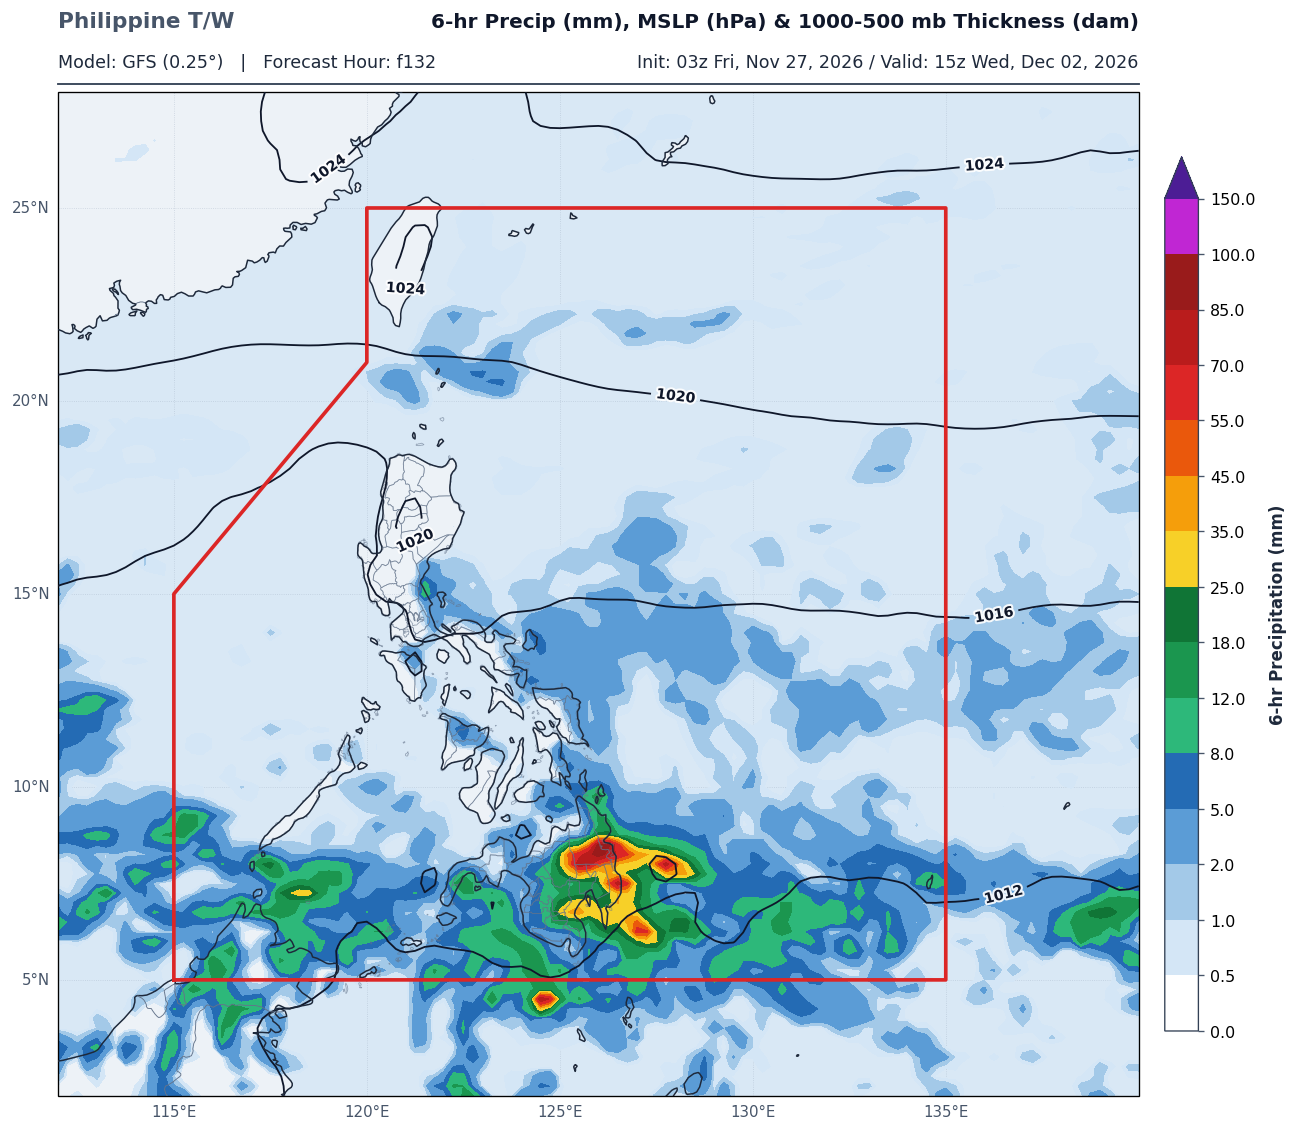 Philippine T/W
6-hr Precip (mm), MSLP (hPa) & 1000-500 mb Thickness (dam)
Model: GFS (0.25°) | Forecast Hour: f132
Init: 03z Fri, Nov 27, 2026 / Valid: 15z Wed, Dec 02, 2026
1024
1024
1024
1020
1020
1016
1012
25°N
20°N
15°N
10°N
5°N
115°E
120°E
125°E
130°E
135°E
150.0
100.0
85.0
70.0
55.0
45.0
35.0
25.0
18.0
12.0
8.0
5.0
2.0
1.0
0.5
0.0
6-hr Precipitation (mm)